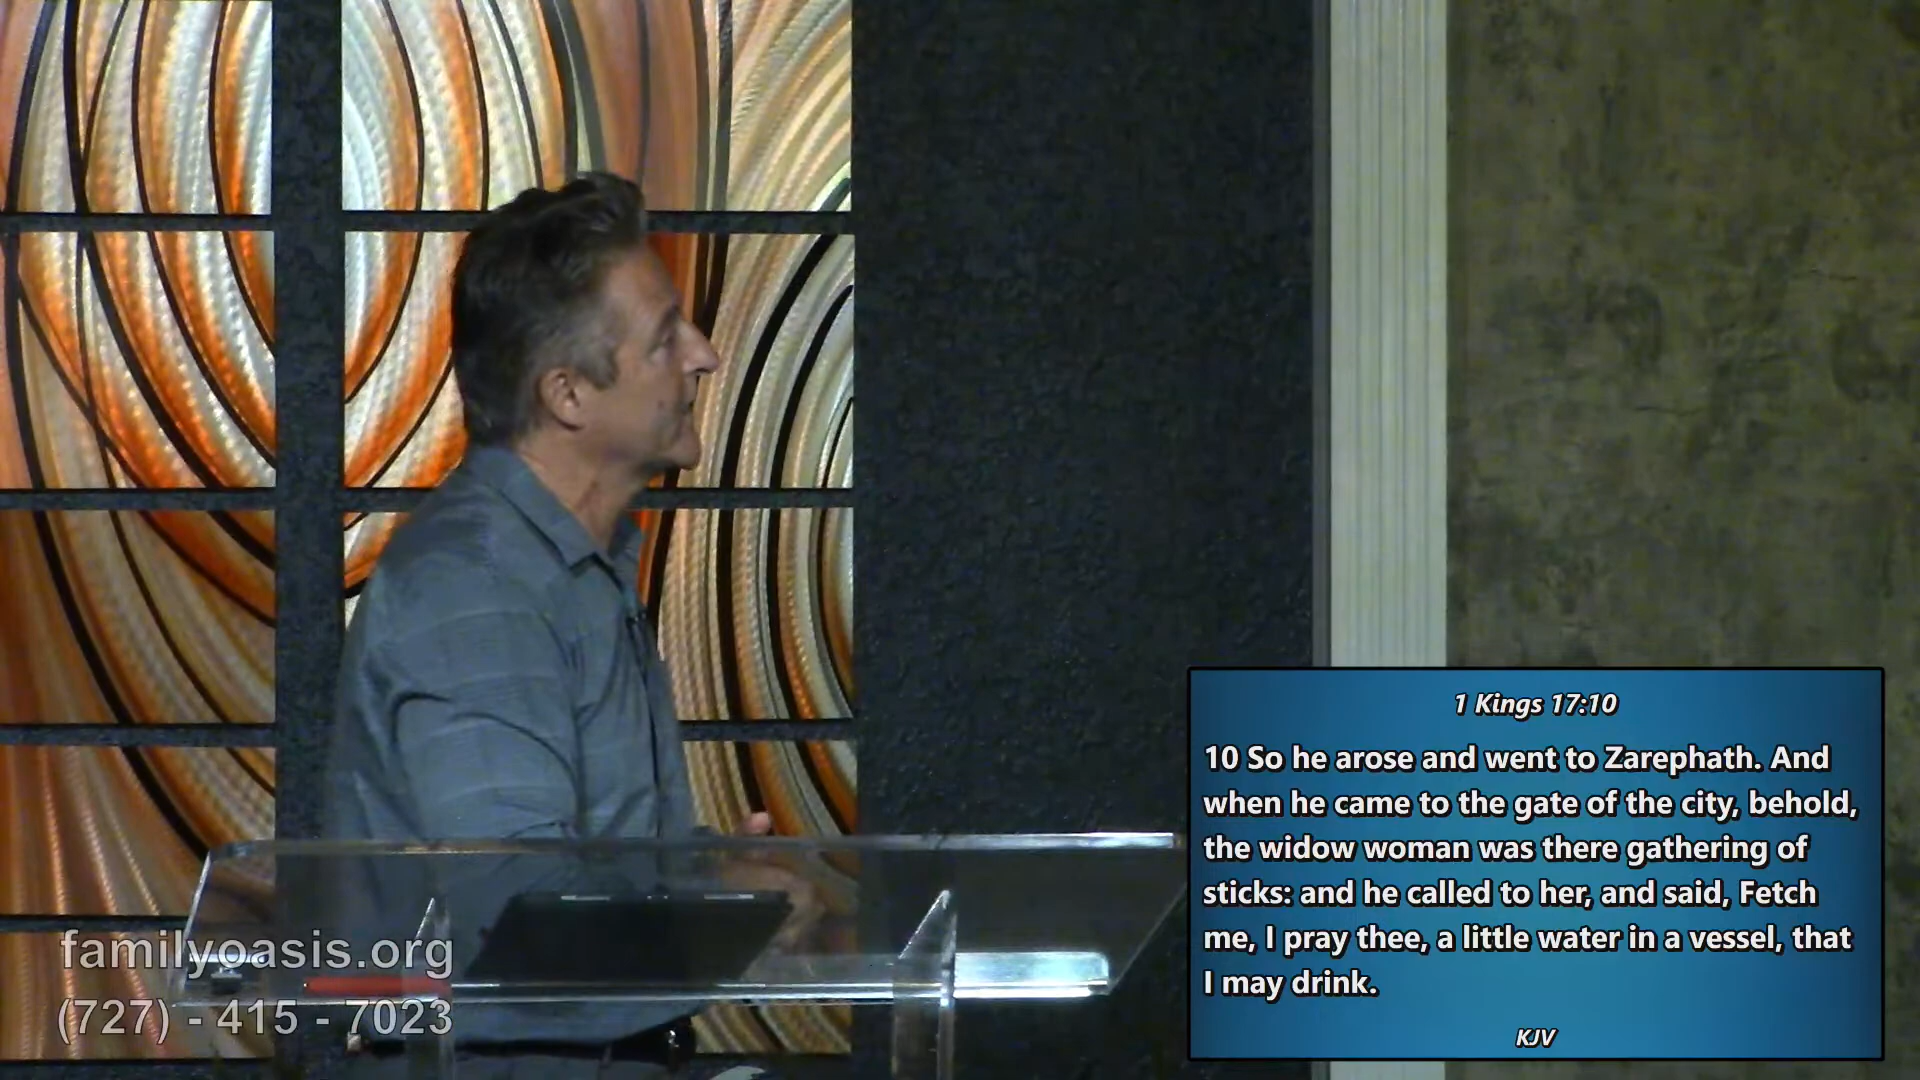 1 Kings 17:10
10 So he arose and went to Zarephath. And
when he came to the gate of the city, behold,
the widow woman was there gathering of
sticks: and he called to her, and said, Fetch
me, I pray thee, a little water in a vessel, that
I may drink.
KJV
familyoasis.org
(727) - 415 - 7023